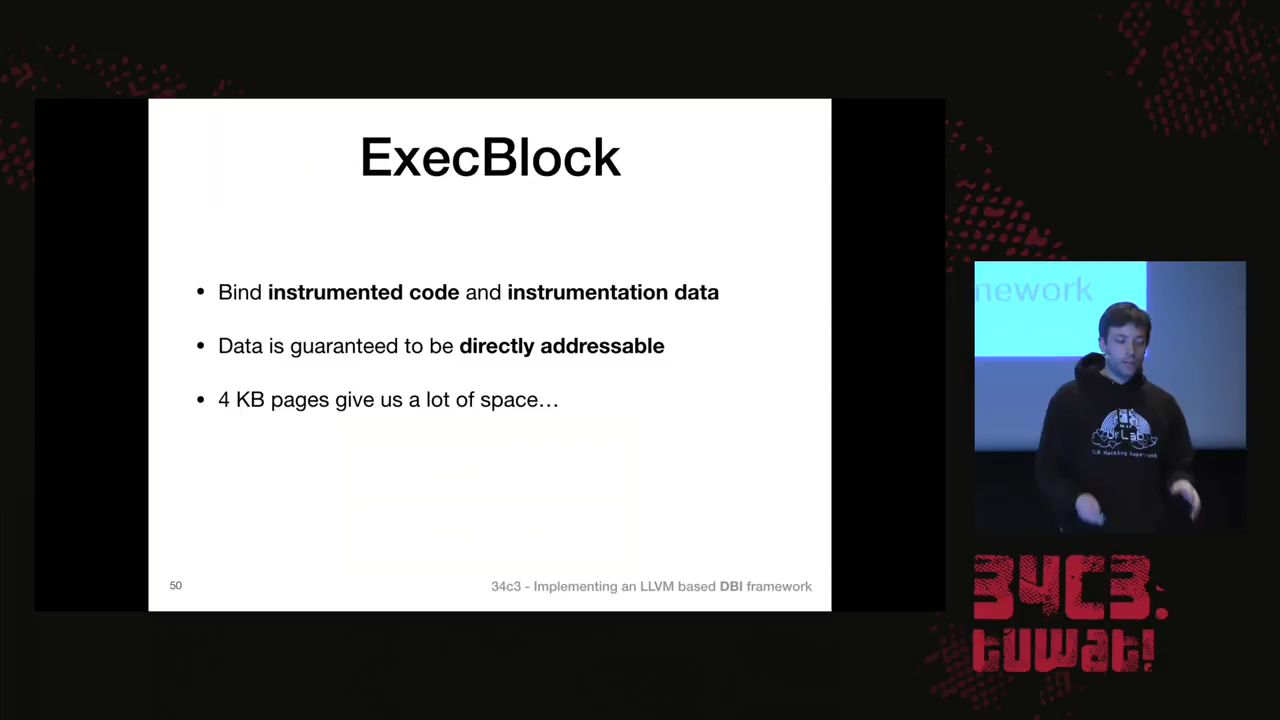 ExecBlock
• Bind instrumented code and instrumentation data
• Data is guaranteed to be directly addressable
• 4 KB pages give us a lot of space…
50
34c3 - Implementing an LLVM based DBI framework
nework
34C3.
tuwat!